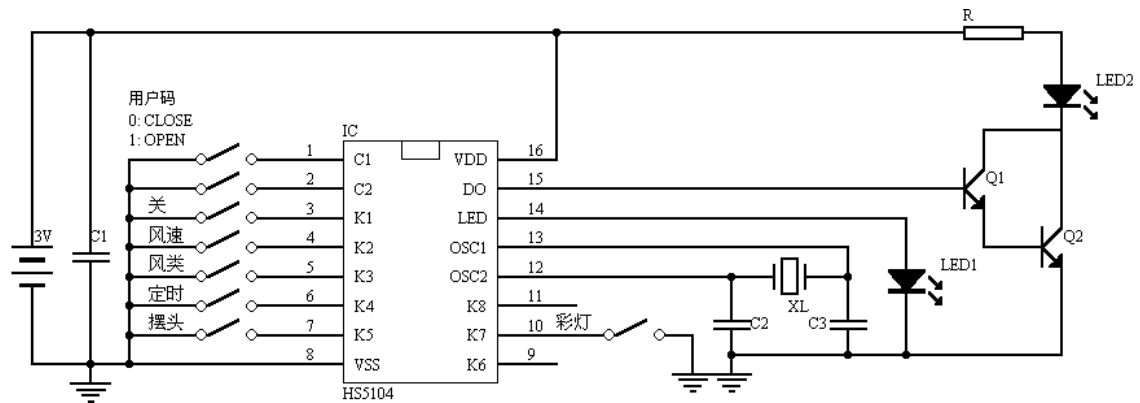 R
LED2
用户码
0: CLOSE
1: OPEN
IC
1 C1 VDD 16
2 C2 DO 15
Q1
关 3 K1 LED 14
3V C1 风速 4 K2 OSC1 13
Q2
LED1
风类 5 K3 OSC2 12
定时 6 K4 K8 11
XL
摆头 7 K5 K7 10 彩灯
C2 C3
8 VSS K6 9
HS5104